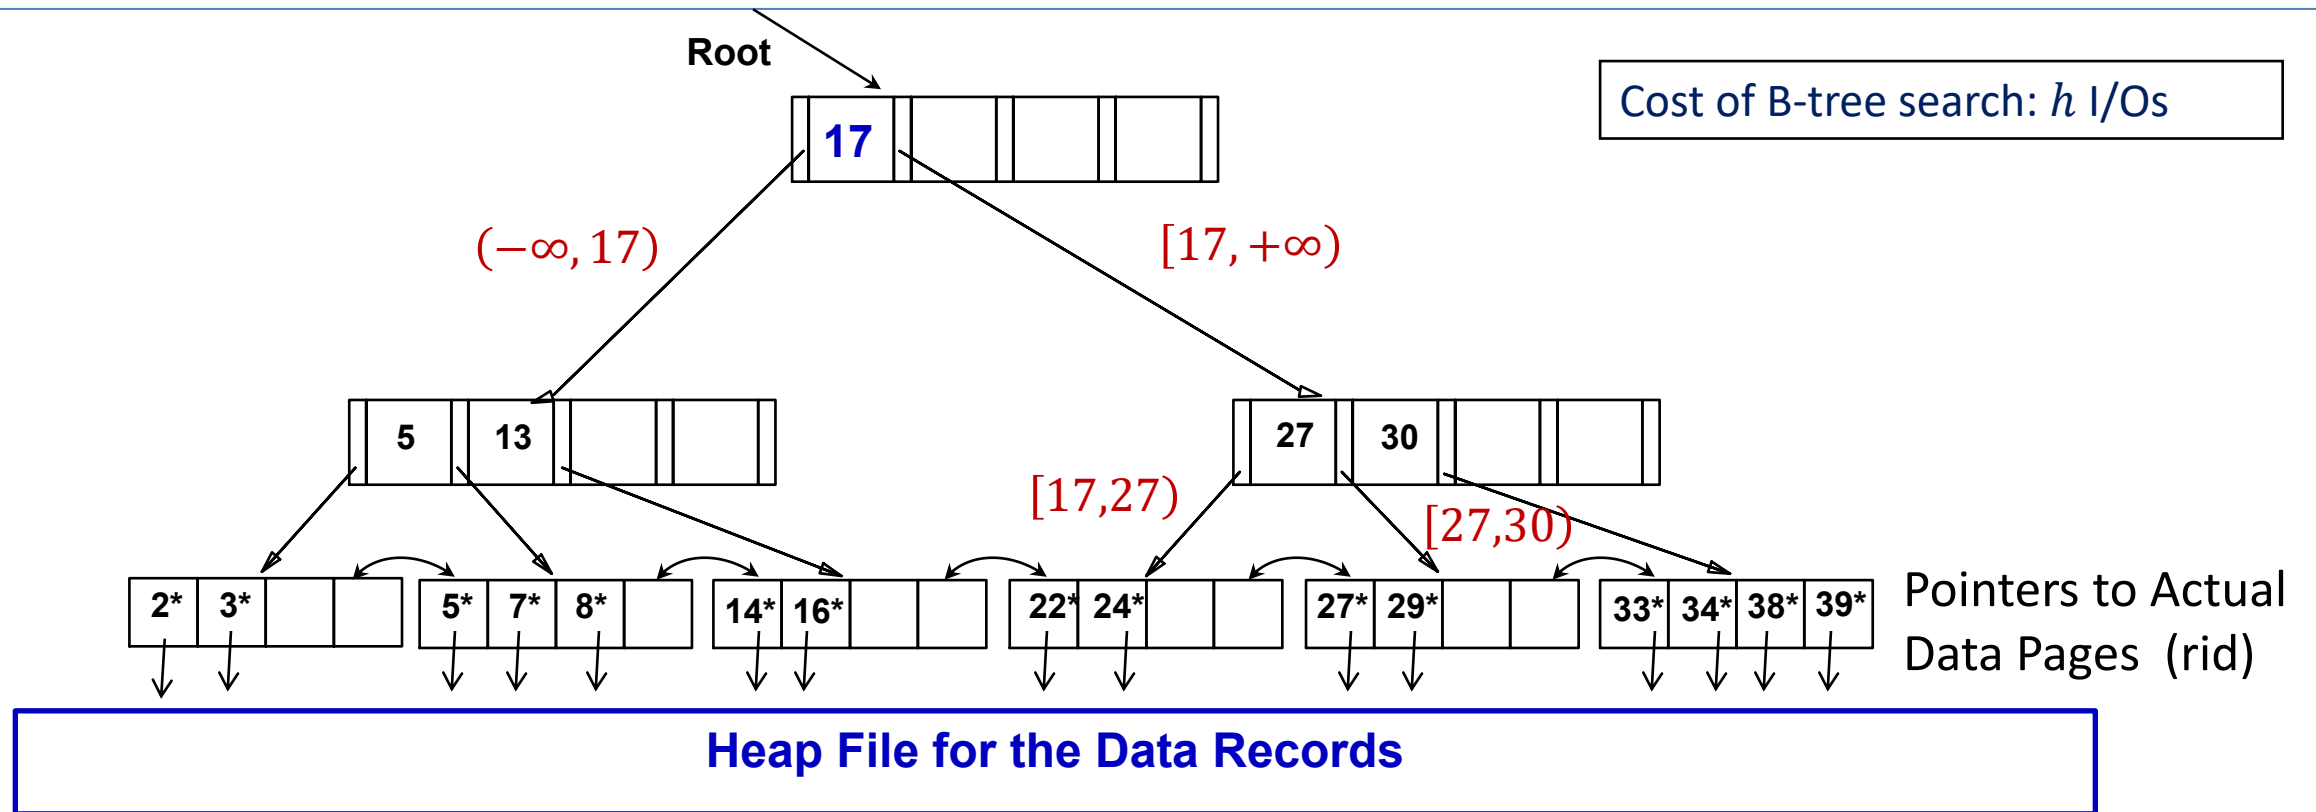 Root
Cost of B-tree search: ℎ I/Os
17
(−∞, 17)
[17, +∞)
5 13
27 30
[17,27)
[27,30)
2* 3*
5* 7* 8*
14* 16*
22* 24*
27* 29*
33* 34* 38* 39*
Pointers to Actual
Data Pages (rid)
Heap File for the Data Records